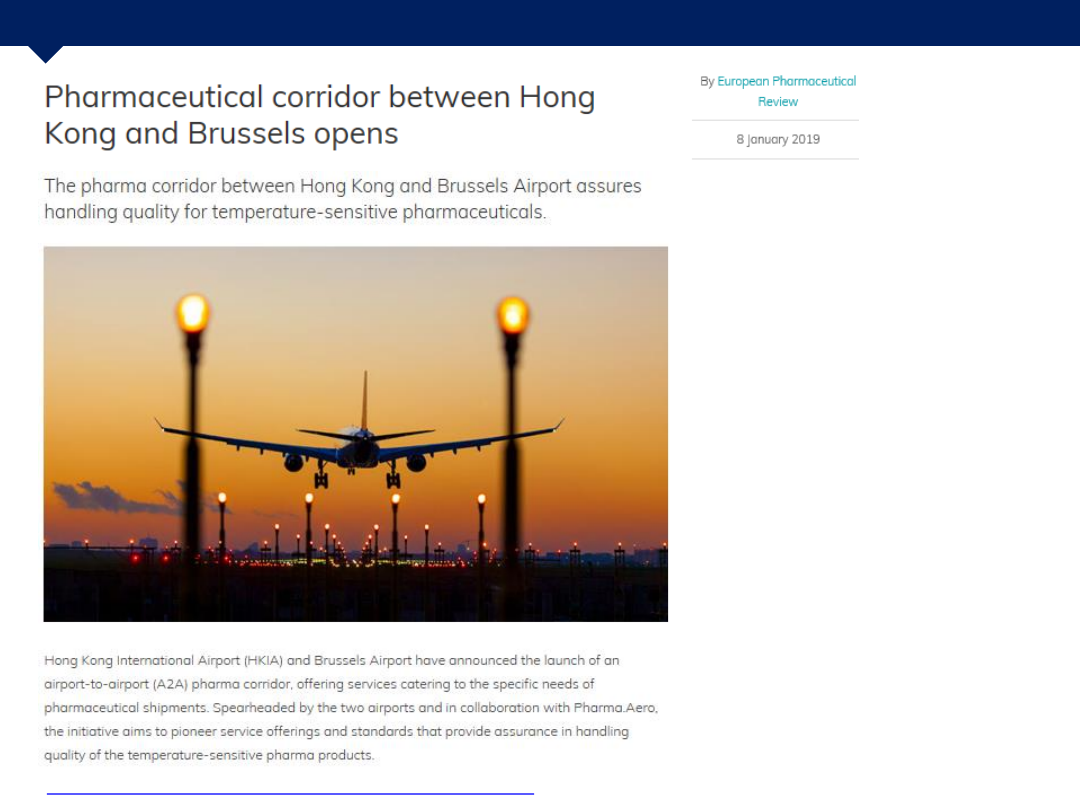 Pharmaceutical corridor between Hong
Kong and Brussels opens
By European Pharmaceutical
Review
8 January 2019
The pharma corridor between Hong Kong and Brussels Airport assures
handling quality for temperature-sensitive pharmaceuticals.
Hong Kong International Airport (HKIA) and Brussels Airport have announced the launch of an
airport-to-airport (A2A) pharma corridor, offering services catering to the specific needs of
pharmaceutical shipments. Spearheaded by the two airports and in collaboration with Pharma.Aero,
the initiative aims to pioneer service offerings and standards that provide assurance in handling
quality of the temperature-sensitive pharma products.